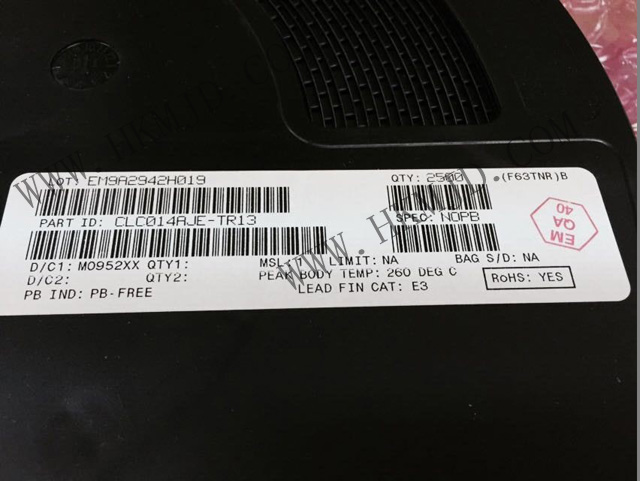 LOT: EM9A2942H019
QTY: 2500 .(F63TNR)B
PART ID: CLC014AJE-TR13
SPEC: NOPB
EM
QA
40
D/C1: M0952XX QTY1: MSL: 1 LIMIT: NA BAG S/D: NA
D/C2: QTY2: PEAK BODY TEMP: 260 DEG C RoHS: YES
PB IND: PB-FREE LEAD FIN CAT: E3